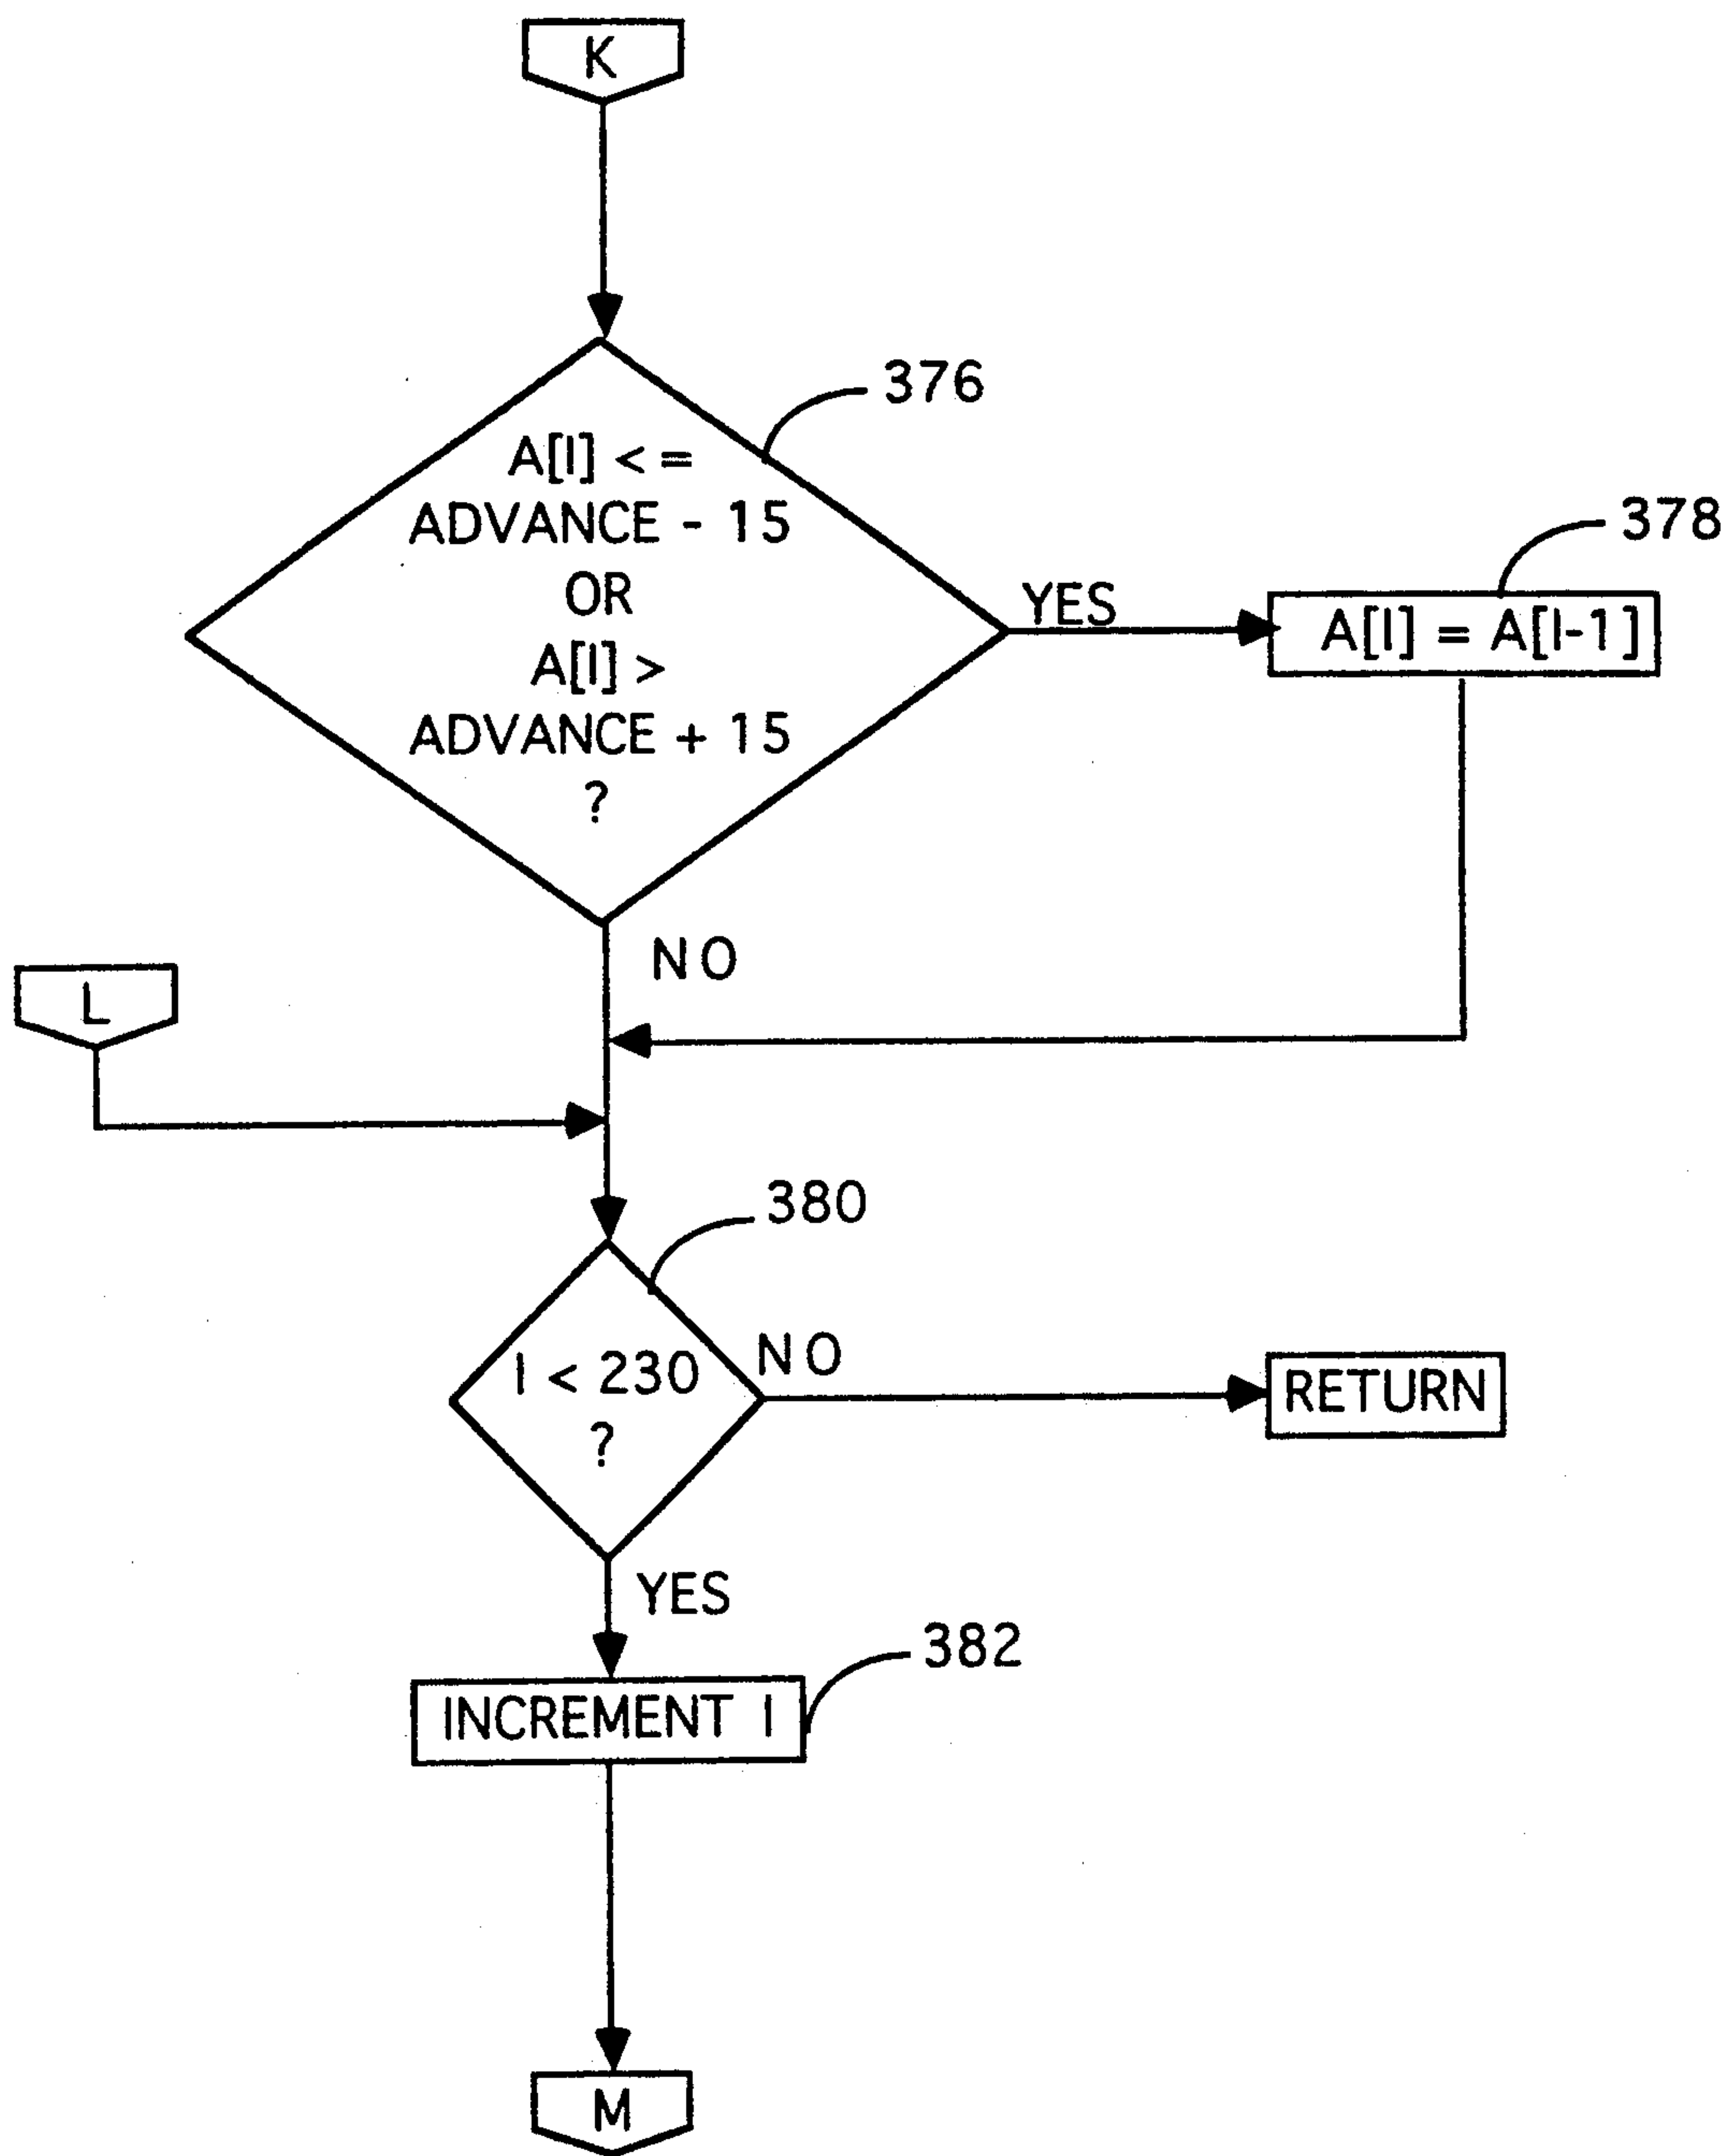 K
376
A[I] < =
ADVANCE - 15
OR
A[I] >
ADVANCE + 15
?
YES
378
A[I] = A[I-1]
NO
L
380
I < 230
?
NO
RETURN
YES
382
INCREMENT I
M